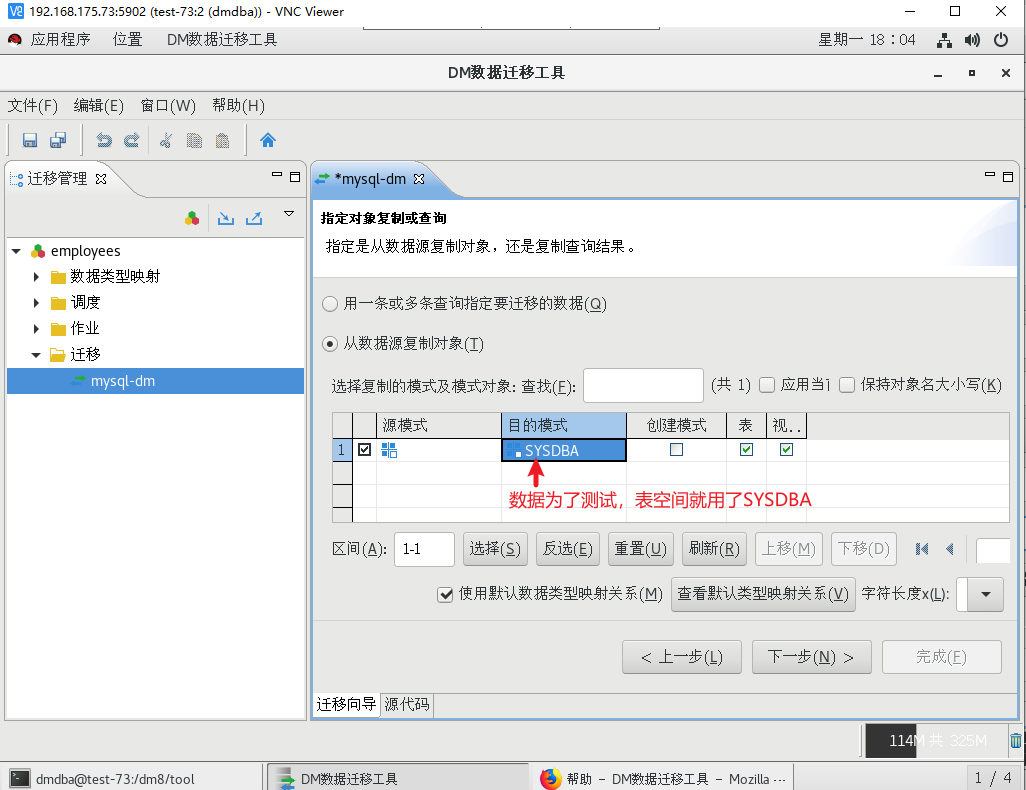 192.168.175.73:5902 (test-73:2 (dmdba)) - VNC Viewer
应用程序 位置 DM数据迁移工具 星期一 18：04
DM数据迁移工具
文件(F) 编辑(E) 窗口(W) 帮助(H)
迁移管理
*mysql-dm
指定对象复制或查询
指定是从数据源复制对象，还是复制查询结果。
employees
数据类型映射
调度
作业
迁移
mysql-dm
用一条或多条查询指定要迁移的数据(Q)
从数据源复制对象(T)
选择复制的模式及模式对象: 查找(F): (共 1) 应用当 保持对象名大小写(K)
源模式 目的模式 创建模式 表 视..
1 SYSDBA
数据为了测试，表空间就用了SYSDBA
区间(A): 1-1 选择(S) 反选(E) 重置(U) 刷新(R) 上移(M) 下移(D)
使用默认数据类型映射关系(M) 查看默认类型映射关系(V) 字符长度x(L):
< 上一步(L) 下一步(N) > 完成(F)
迁移向导 源代码
114M 共 325M
dmdba@test-73:/dm8/tool DM数据迁移工具 帮助 - DM数据迁移工具 - Mozilla ··· 1 / 4